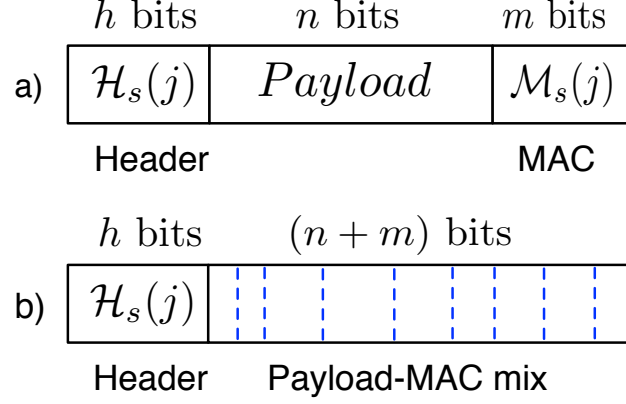 h bits n bits m bits
a) ℋₛ(j) Payload ℳₛ(j)
Header MAC
h bits (n + m) bits
b) ℋₛ(j)
Header Payload-MAC mix